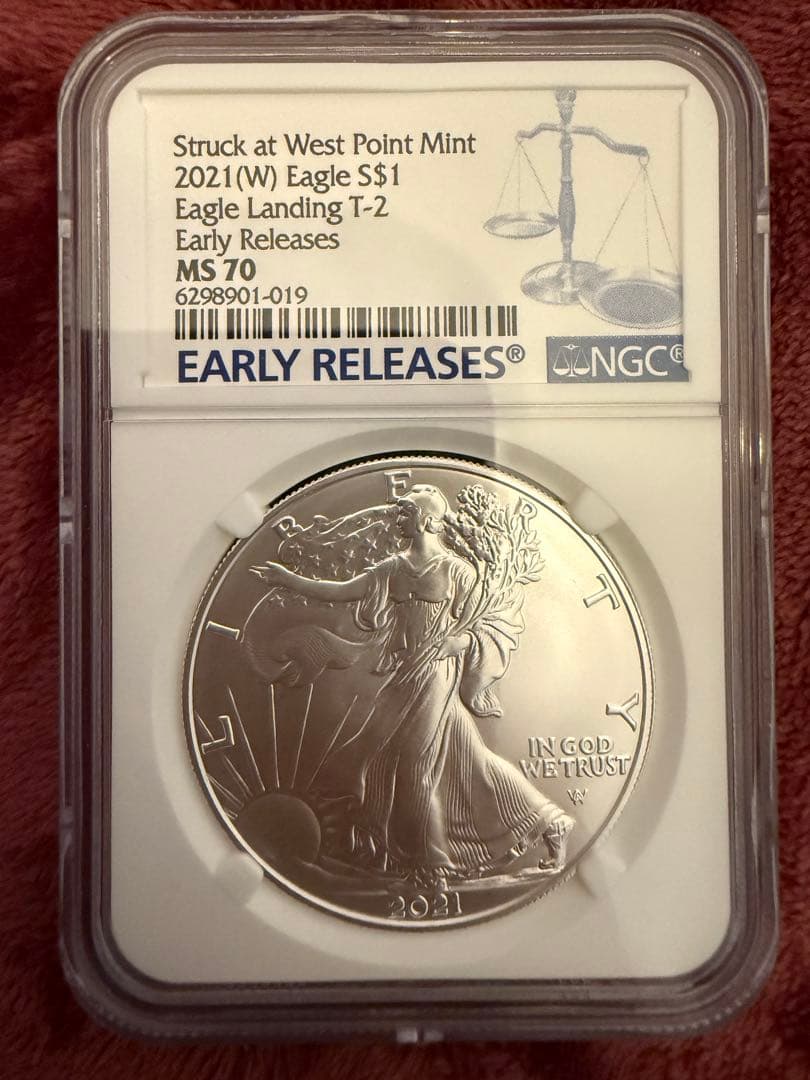 Struck at West Point Mint
2021(W) Eagle S$1
Eagle Landing T-2
Early Releases
MS 70
6298901-019
EARLY RELEASES®
NGC®
LIBERTY
IN GOD
WE TRUST
AW
2021